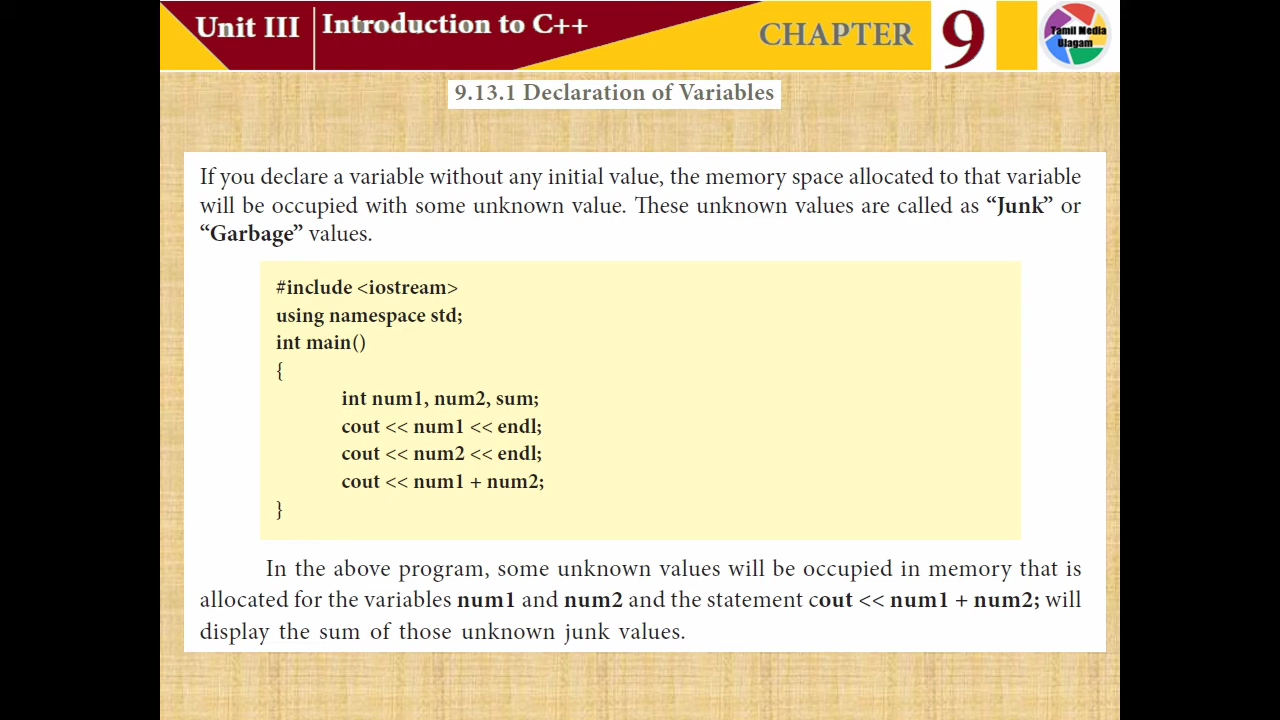 Unit III
Introduction to C++
CHAPTER
9
Tamil Media
Ulagam
9.13.1 Declaration of Variables
If you declare a variable without any initial value, the memory space allocated to that variable
will be occupied with some unknown value. These unknown values are called as “Junk” or
“Garbage” values.
#include <iostream>
using namespace std;
int main()
{
int num1, num2, sum;
cout << num1 << endl;
cout << num2 << endl;
cout << num1 + num2;
}
In the above program, some unknown values will be occupied in memory that is
allocated for the variables num1 and num2 and the statement cout << num1 + num2; will
display the sum of those unknown junk values.